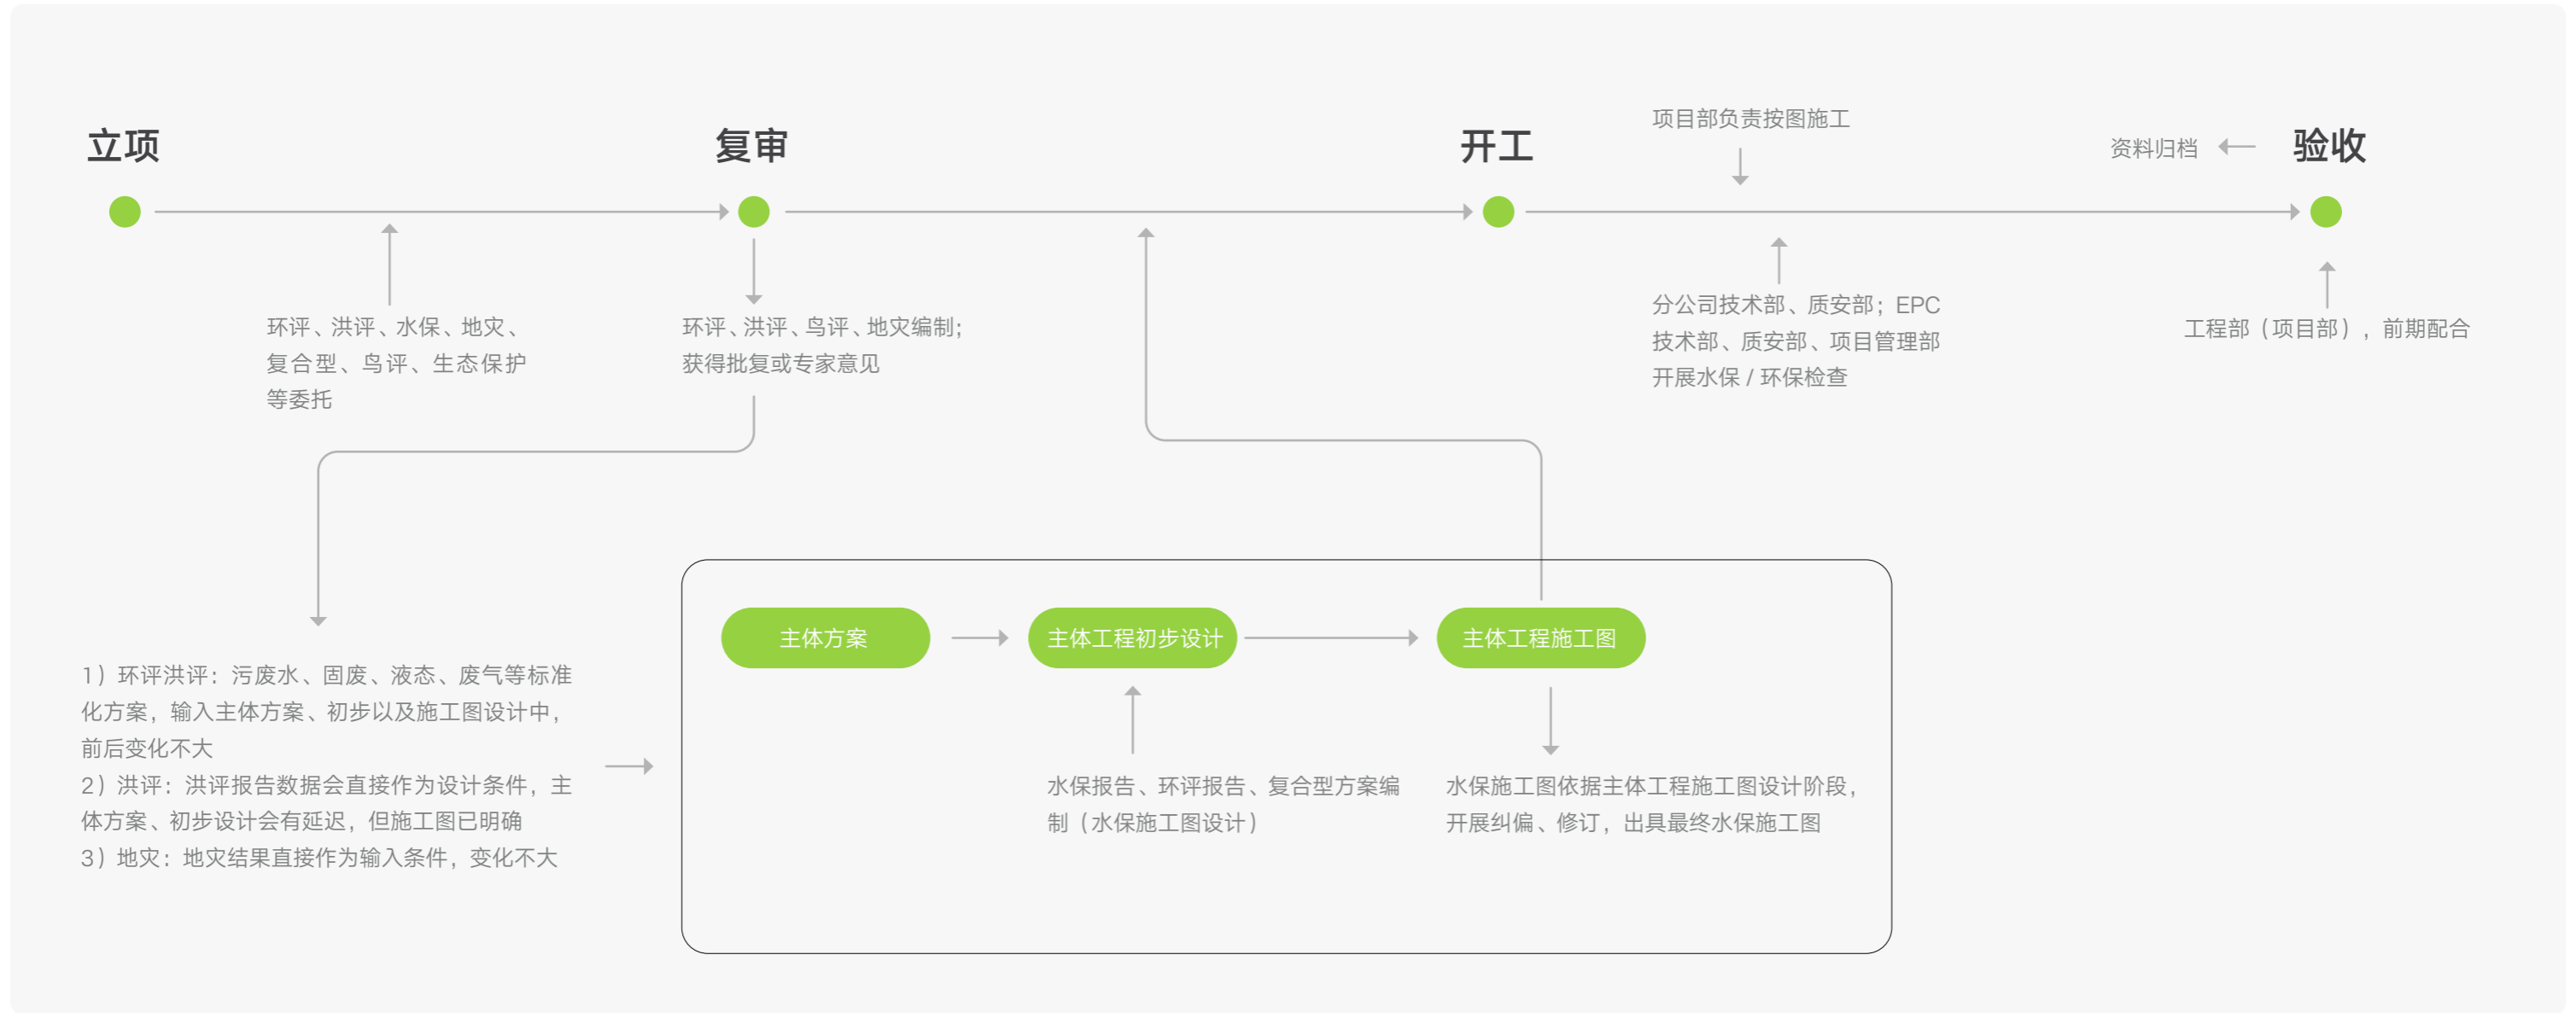 立项
复审
开工
项目部负责按图施工
资料归档
验收
环评、洪评、水保、地灾、
复合型、鸟评、生态保护
等委托
环评、洪评、鸟评、地灾编制；
获得批复或专家意见
分公司技术部、质安部；EPC
技术部、质安部、项目管理部
开展水保 / 环保检查
工程部（项目部），前期配合
主体方案
主体工程初步设计
主体工程施工图
1）环评洪评：污废水、固废、液态、废气等标准
化方案，输入主体方案、初步以及施工图设计中，
前后变化不大
2）洪评：洪评报告数据会直接作为设计条件，主
体方案、初步设计会有延迟，但施工图已明确
3）地灾：地灾结果直接作为输入条件，变化不大
水保报告、环评报告、复合型方案编
制（水保施工图设计）
水保施工图依据主体工程施工图设计阶段，
开展纠偏、修订，出具最终水保施工图